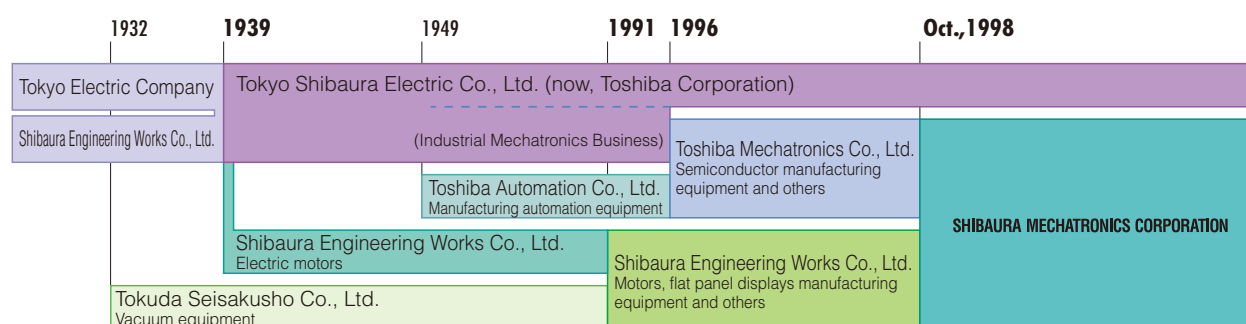 1932
1939
1949
1991
1996
Oct.,1998
Tokyo Electric Company
Shibaura Engineering Works Co., Ltd.
Tokyo Shibaura Electric Co., Ltd. (now, Toshiba Corporation)
(Industrial Mechatronics Business)
Toshiba Mechatronics Co., Ltd.
Semiconductor manufacturing
equipment and others
Toshiba Automation Co., Ltd.
Manufacturing automation equipment
SHIBAURA MECHATRONICS CORPORATION
Shibaura Engineering Works Co., Ltd.
Electric motors
Shibaura Engineering Works Co., Ltd.
Motors, flat panel displays manufacturing
equipment and others
Tokuda Seisakusho Co., Ltd.
Vacuum equipment